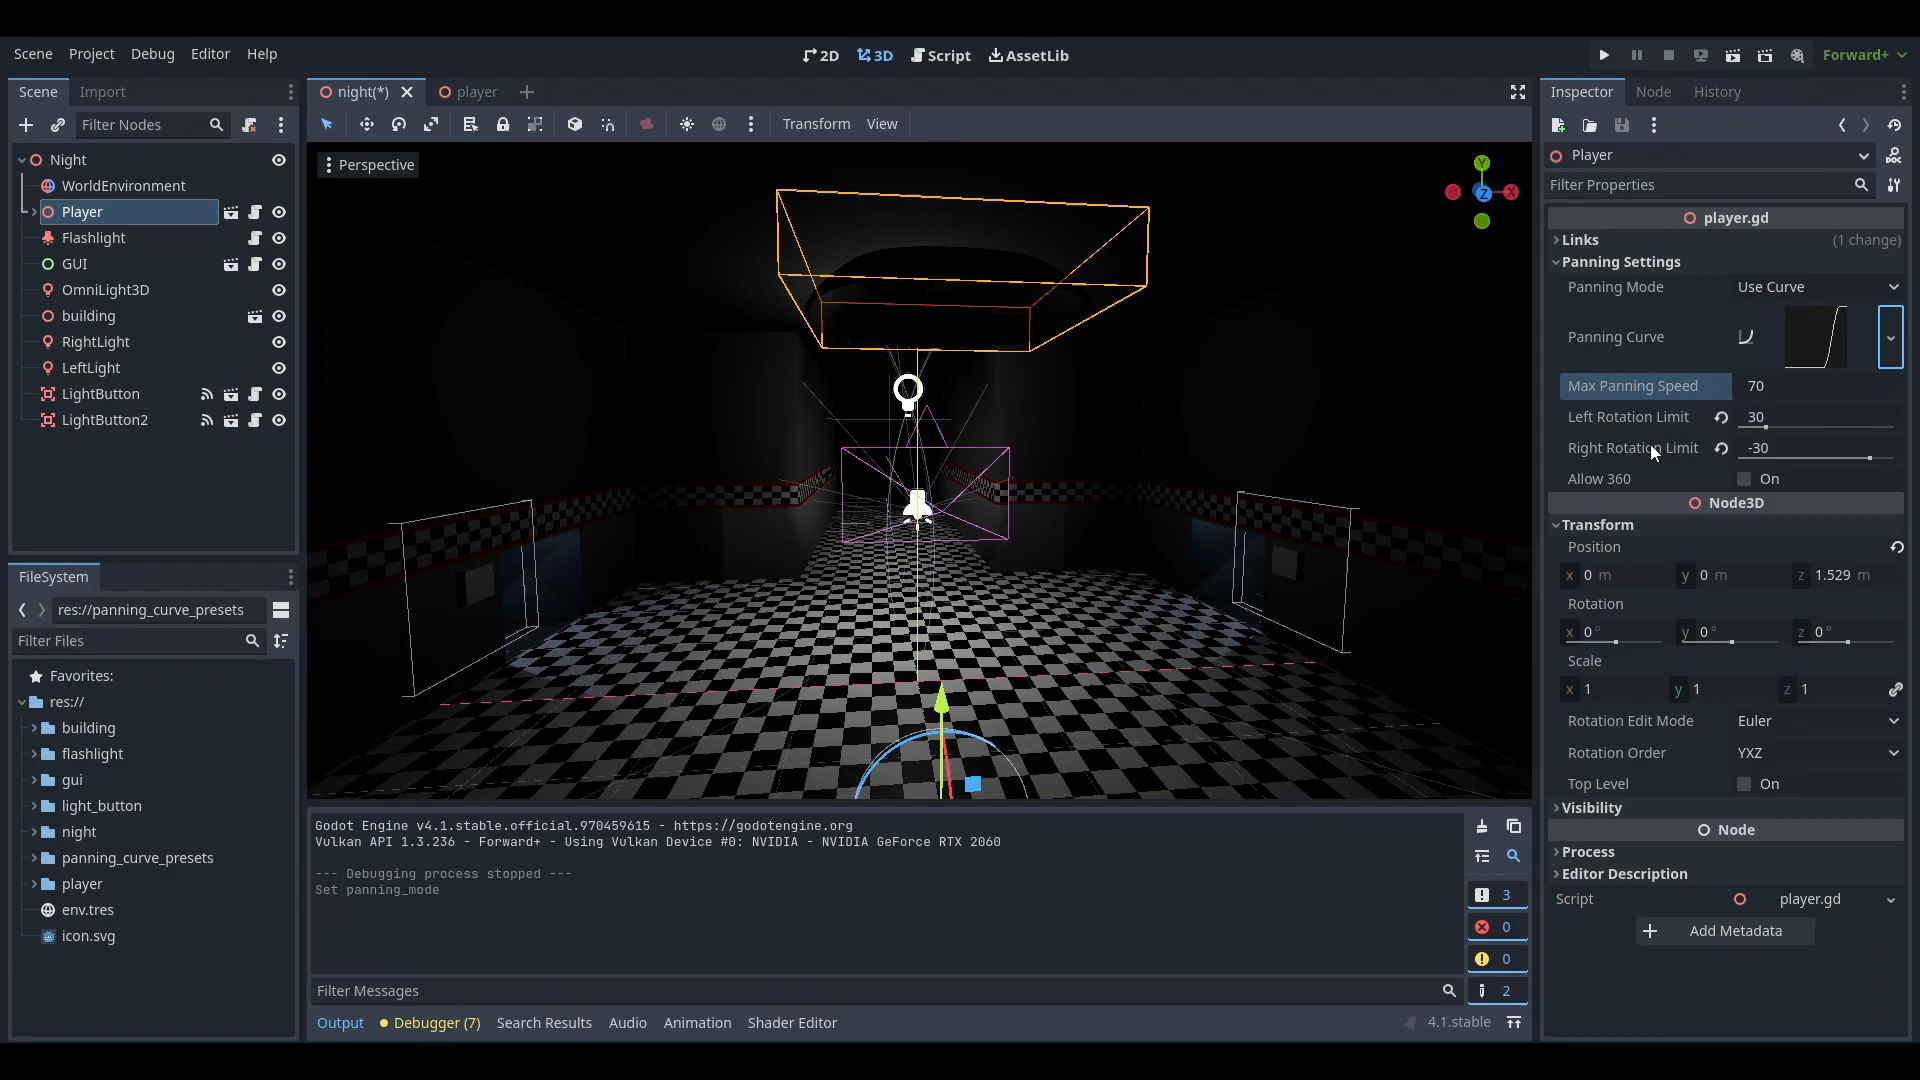 Scene Project Debug Editor Help
2D 3D Script AssetLib
Forward+
Scene Import
Filter Nodes
Night
WorldEnvironment
Player
Flashlight
GUI
OmniLight3D
building
RightLight
LeftLight
LightButton
LightButton2
FileSystem
res://panning_curve_presets
Filter Files
Favorites:
res://
building
flashlight
gui
light_button
night
panning_curve_presets
player
env.tres
icon.svg
night(*) player
Transform View
Perspective
Y
Z
X
Godot Engine v4.1.stable.official.970459615 - https://godotengine.org
Vulkan API 1.3.236 - Forward+ - Using Vulkan Device #0: NVIDIA - NVIDIA GeForce RTX 2060
--- Debugging process stopped ---
Set panning_mode
3
0
0
2
Filter Messages
Output Debugger (7) Search Results Audio Animation Shader Editor
4.1.stable
Inspector Node History
Player
Filter Properties
player.gd
Links (1 change)
Panning Settings
Panning Mode Use Curve
Panning Curve
Max Panning Speed 70
Left Rotation Limit 30
Right Rotation Limit -30
Allow 360 On
Node3D
Transform
Position
x 0 m y 0 m z 1.529 m
Rotation
x 0 ° y 0 ° z 0 °
Scale
x 1 y 1 z 1
Rotation Edit Mode Euler
Rotation Order YXZ
Top Level On
Visibility
Node
Process
Editor Description
Script player.gd
Add Metadata